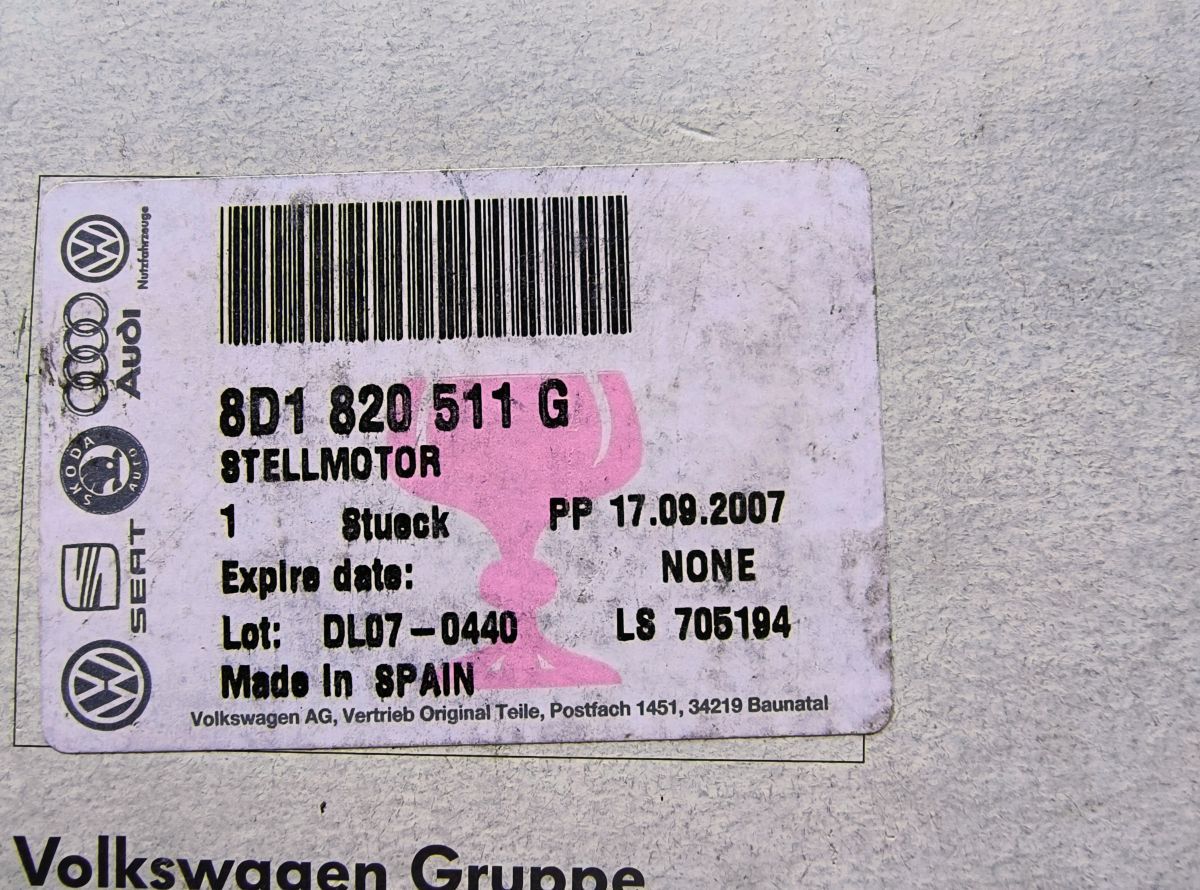 Nutzfahrzeuge
Audi
SKODA AUTO
SEAT
8D1 820 511 G
STELLMOTOR
1 Stueck PP 17.09.2007
Expire date: NONE
Lot: DL07-0440 LS 705194
Made in SPAIN
Volkswagen AG, Vertrieb Original Teile, Postfach 1451, 34219 Baunatal
Volkswagen Gruppe